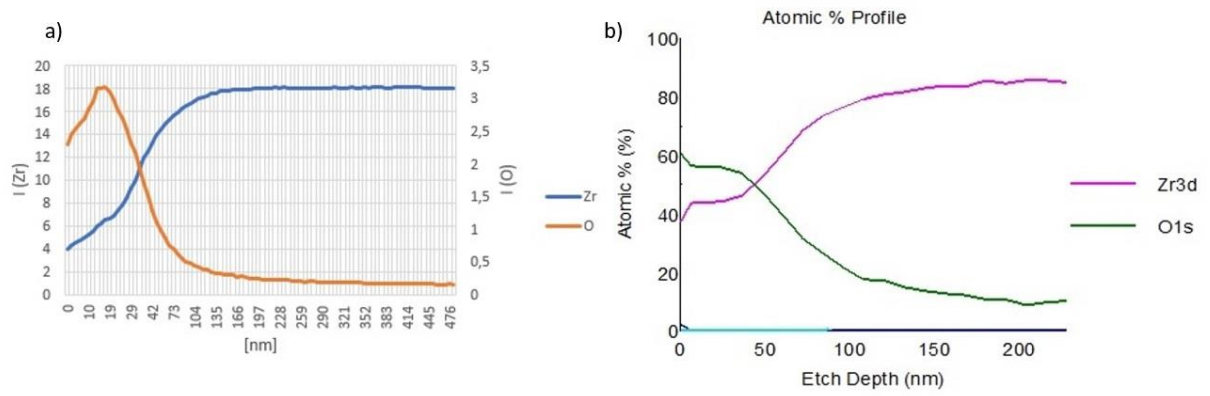 a)
20
18
16
14
12
10
8
6
4
2
0
I (Zr)
3,5
3
2,5
2
1,5
1
0,5
0
I (O)
0 10 19 29 42 73 104 135 166 197 228 259 290 321 352 383 414 445 476
[nm]
Zr
O
b)
Atomic % Profile
100
80
60
40
20
0
Atomic % (%)
0 50 100 150 200
Etch Depth (nm)
Zr3d
O1s